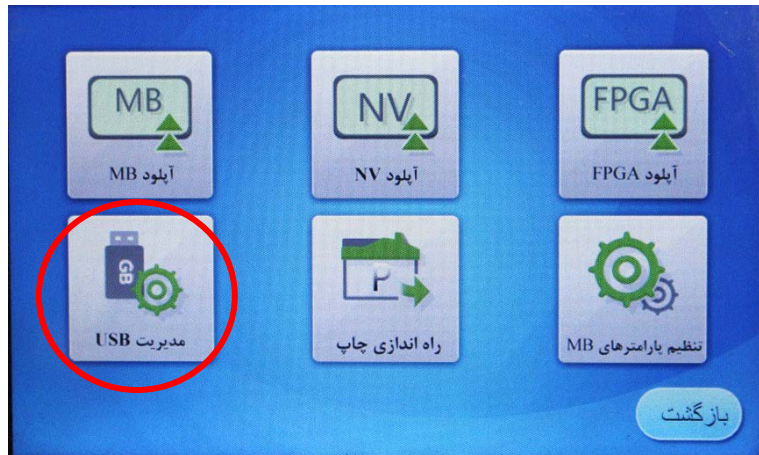 FPGA
آپلود FPGA
NV
آپلود NV
MB
آپلود MB
تنظیم پارامترهای MB
P
راه اندازی چاپ
GB
مدیریت USB
بازگشت